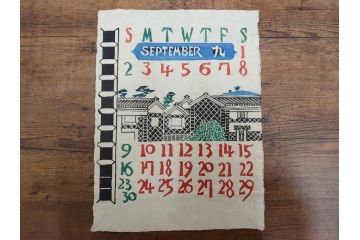 S M T W T F S
SEPTEMBER 九 1
2 3 4 5 6 7 8
9 10 11 12 13 14 15
16 17 18 19 20 21 22
23 24 25 26 27 28 29
30